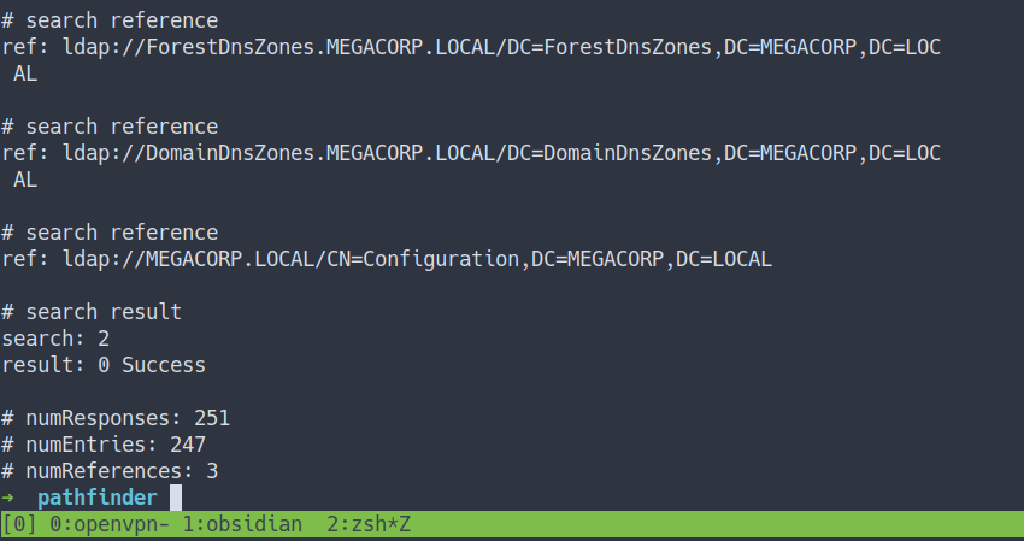 # search reference
ref: ldap://ForestDnsZones.MEGACORP.LOCAL/DC=ForestDnsZones,DC=MEGACORP,DC=LOC
 AL
# search reference
ref: ldap://DomainDnsZones.MEGACORP.LOCAL/DC=DomainDnsZones,DC=MEGACORP,DC=LOC
 AL
# search reference
ref: ldap://MEGACORP.LOCAL/CN=Configuration,DC=MEGACORP,DC=LOCAL
# search result
search: 2
result: 0 Success
# numResponses: 251
# numEntries: 247
# numReferences: 3
→ pathfinder
[0] 0:openvpn- 1:obsidian  2:zsh*Z